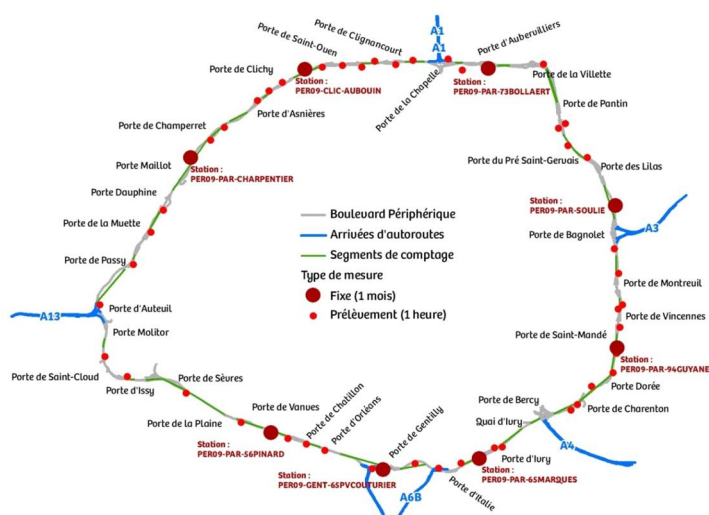 A1
A1
Porte de Clignancourt
Porte de Saint-Ouen
Porte d'Aubervilliers
Porte de Clichy
Porte de la Villette
Station :
PER09-CLIC-AUBOUIN
Porte de la Chapelle
Station :
PER09-PAR-73BOLLAERT
Porte d'Asnières
Porte de Pantin
Porte de Champerret
Porte Maillot
Station :
PER09-PAR-CHARPENTIER
Porte du Pré Saint-Gervais
Porte des Lilas
Porte Dauphine
Station :
PER09-PAR-SOULIE
Porte de la Muette
Boulevard Périphérique
Arrivées d'autoroutes
Segments de comptage
Type de mesure
Fixe (1 mois)
Prélèuement (1 heure)
Porte de Bagnolet
A3
Porte de Passy
Porte de Montreuil
Porte d'Auteuil
A13
Porte de Vincennes
Porte Molitor
Porte de Saint-Mandé
Station :
PER09-PAR-94GUYANE
Porte de Saint-Cloud
Porte d'Issy
Porte de Sèvres
Porte Dorée
Porte de Charenton
Porte de Bercy
Quai d'Iury
A4
Porte de la Plaine
Porte de Vanues
Porte de Chatillon
Porte d'Orléans
Porte de Gentilly
Station :
PER09-PAR-56PINARD
Station :
PER09-GENT-65PVCOUTURIER
Porte d'Iury
Station :
PER09-PAR-65MARQUES
Porte d'Italie
A6B